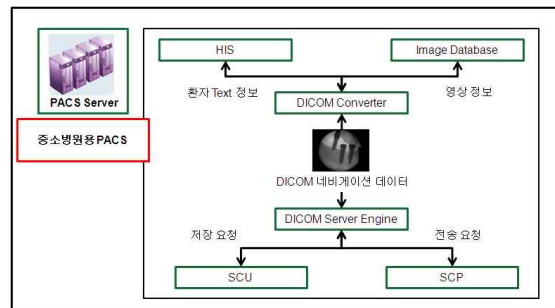 PACS Server
중소병원용PACS
HIS
Image Database
환자 Text 정보
영상 정보
DICOM Converter
DICOM 네비게이션 데이터
DICOM Server Engine
저장 요청
전송 요청
SCU
SCP